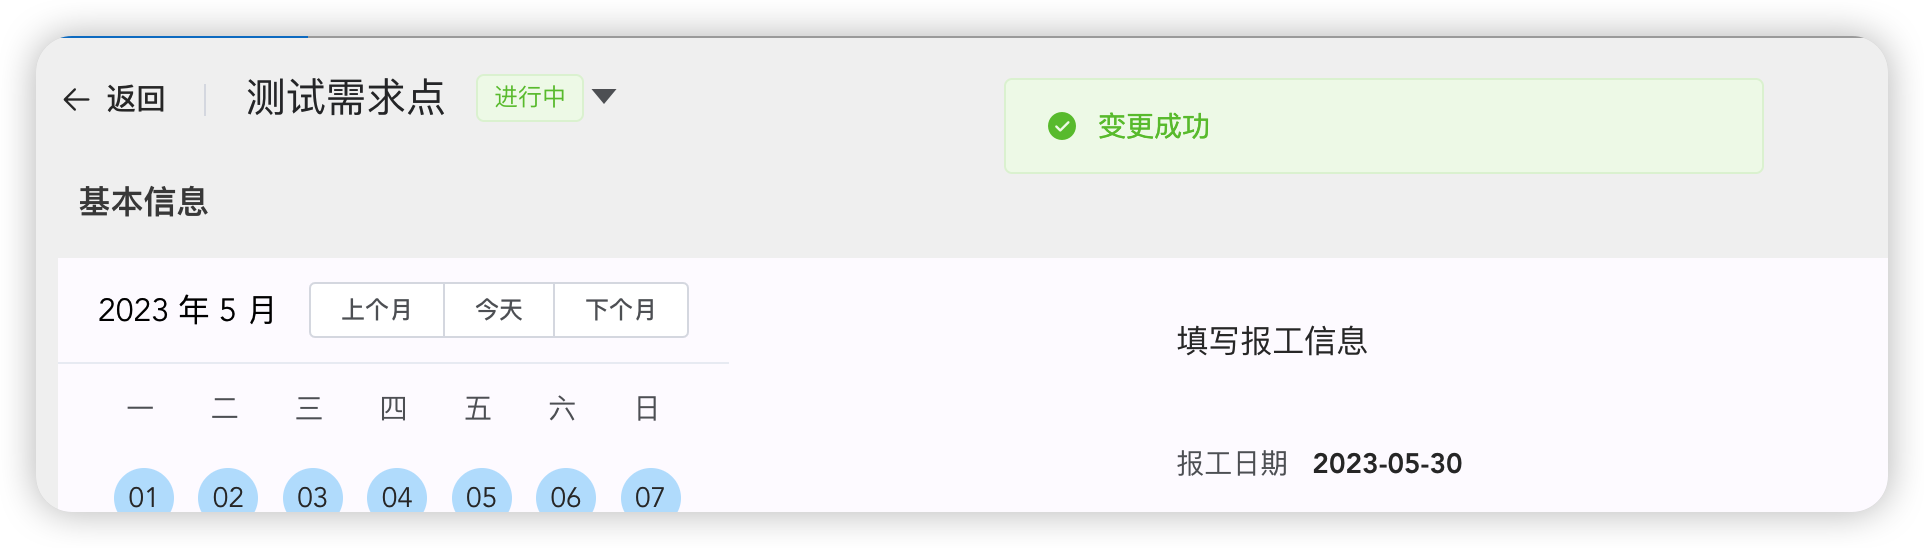 返回 测试需求点 进行中
变更成功
基本信息
2023 年 5 月 上个月 今天 下个月
一 二 三 四 五 六 日
01 02 03 04 05 06 07
填写报工信息
报工日期 2023-05-30